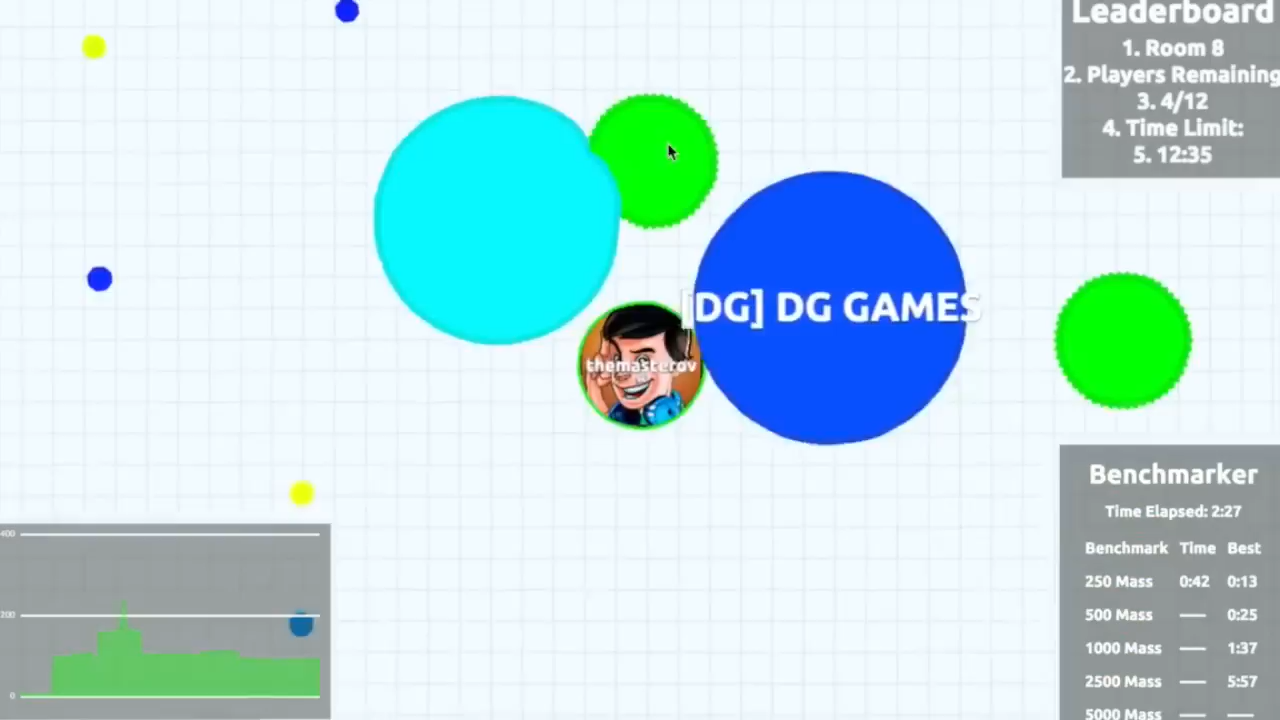 Leaderboard
1. Room 8
2. Players Remaining
3. 4/12
4. Time Limit:
5. 12:35
[DG] DG GAMES
themasterov
Benchmarker
Time Elapsed: 2:27
Benchmark Time Best
250 Mass 0:42 0:13
500 Mass — 0:25
1000 Mass — 1:37
2500 Mass — 5:57
5000 Mass — —
400
200
0